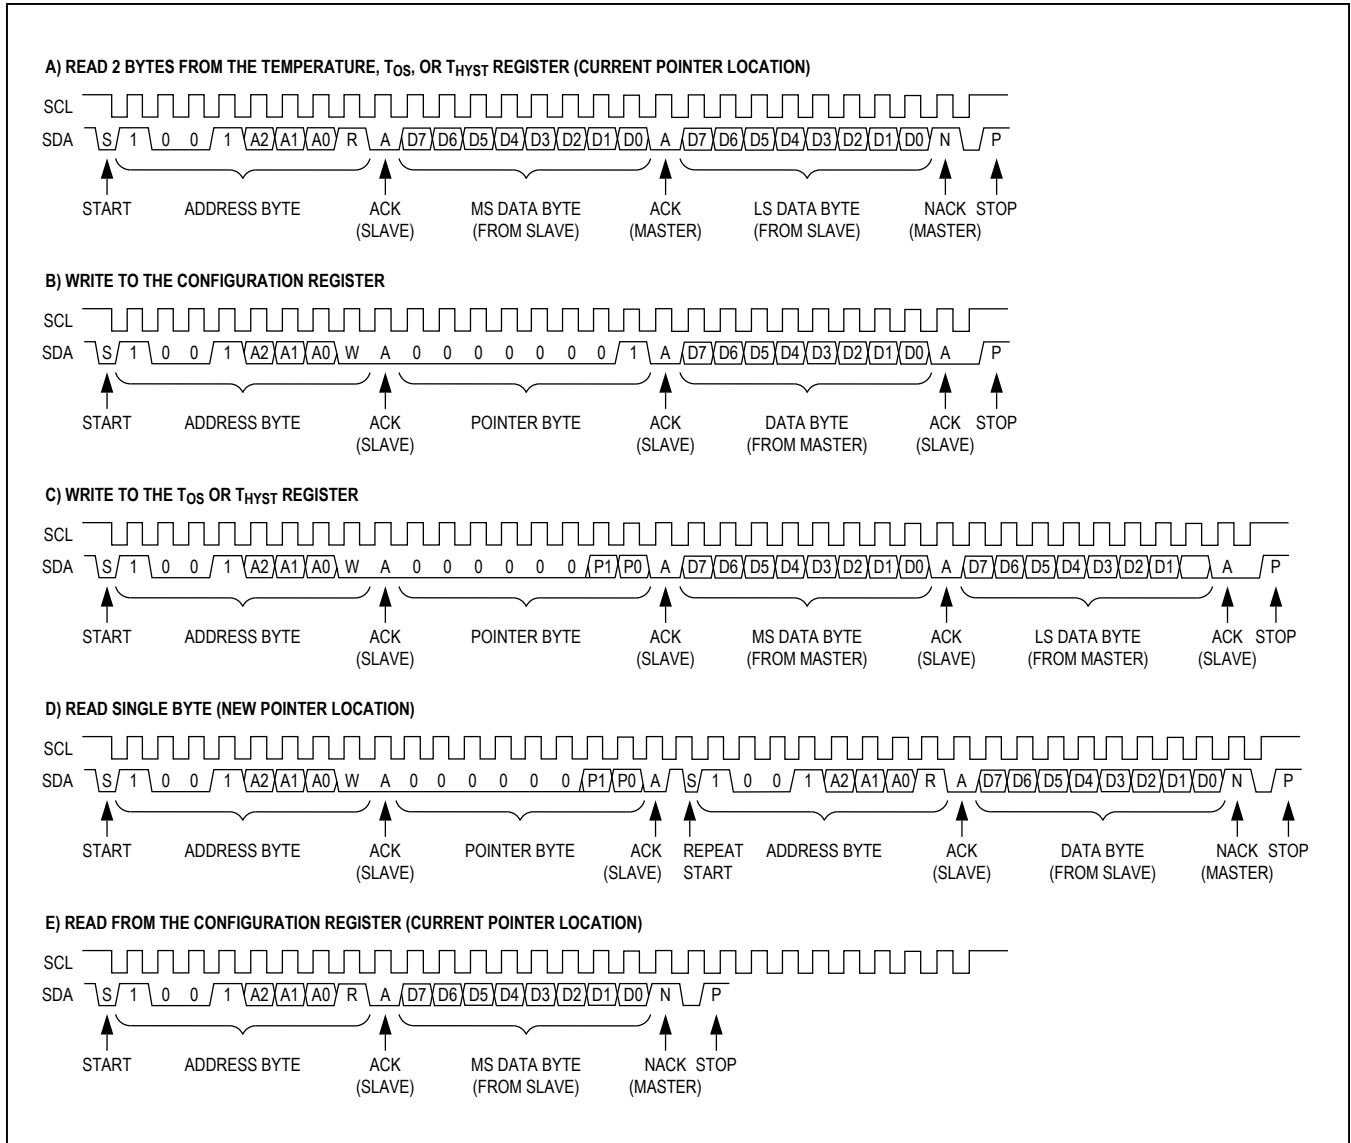 A) READ 2 BYTES FROM THE TEMPERATURE, TOS, OR THYST REGISTER (CURRENT POINTER LOCATION)
SCL
SDA S 1 0 0 1 A2 A1 A0 R A D7 D6 D5 D4 D3 D2 D1 D0 A D7 D6 D5 D4 D3 D2 D1 D0 N P
START ADDRESS BYTE ACK MS DATA BYTE ACK LS DATA BYTE NACK STOP
(SLAVE) (FROM SLAVE) (MASTER) (FROM SLAVE) (MASTER)
B) WRITE TO THE CONFIGURATION REGISTER
SCL
SDA S 1 0 0 1 A2 A1 A0 W A 0 0 0 0 0 0 0 1 A D7 D6 D5 D4 D3 D2 D1 D0 A P
START ADDRESS BYTE ACK POINTER BYTE ACK DATA BYTE ACK STOP
(SLAVE) (SLAVE) (FROM MASTER) (SLAVE)
C) WRITE TO THE TOS OR THYST REGISTER
SCL
SDA S 1 0 0 1 A2 A1 A0 W A 0 0 0 0 0 0 P1 P0 A D7 D6 D5 D4 D3 D2 D1 D0 A D7 D6 D5 D4 D3 D2 D1 A P
START ADDRESS BYTE ACK POINTER BYTE ACK MS DATA BYTE ACK LS DATA BYTE ACK STOP
(SLAVE) (SLAVE) (FROM MASTER) (SLAVE) (FROM MASTER) (SLAVE)
D) READ SINGLE BYTE (NEW POINTER LOCATION)
SCL
SDA S 1 0 0 1 A2 A1 A0 W A 0 0 0 0 0 0 P1 P0 A S 1 0 0 1 A2 A1 A0 R A D7 D6 D5 D4 D3 D2 D1 D0 N P
START ADDRESS BYTE ACK POINTER BYTE ACK REPEAT ADDRESS BYTE ACK DATA BYTE NACK STOP
(SLAVE) (SLAVE) START (SLAVE) (FROM SLAVE) (MASTER)
E) READ FROM THE CONFIGURATION REGISTER (CURRENT POINTER LOCATION)
SCL
SDA S 1 0 0 1 A2 A1 A0 R A D7 D6 D5 D4 D3 D2 D1 D0 N P
START ADDRESS BYTE ACK MS DATA BYTE NACK STOP
(SLAVE) (FROM SLAVE) (MASTER)